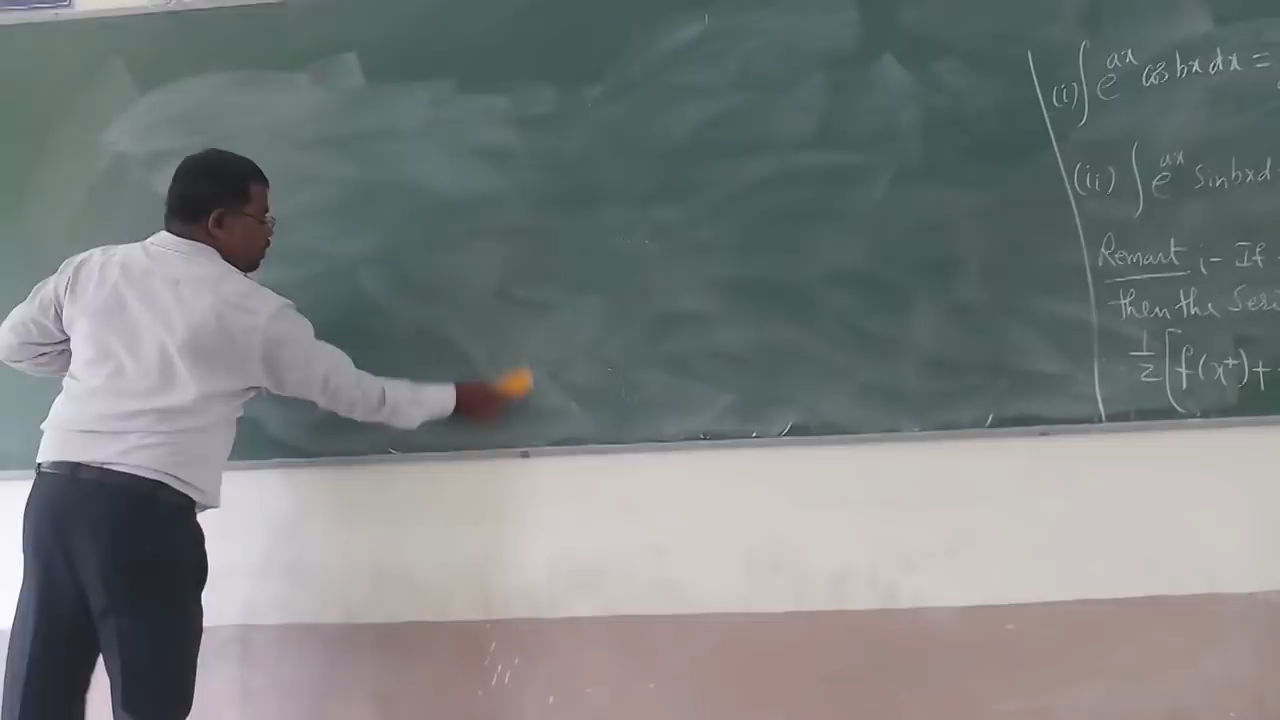 (i) ∫ e^ax cos bx dx =
(ii) ∫ e^ax Sin bx d
Remark :- If
then the Seri
1/2 [f(x+) +